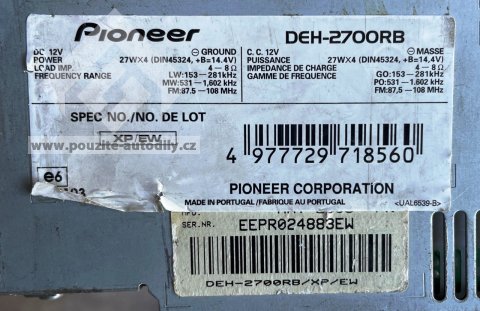 Pioneer DEH-2700RB
DC 12V GROUND C.C. 12V MASSE
POWER 27WX4 (DIN45324, +B=14.4V) PUISSANCE 27WX4 (DIN45324, +B=14.4V)
LOAD IMP. 4-8Ω IMPEDANCE DE CHARGE 4-8Ω
FREQUENCY RANGE LW:153-281kHz GAMME DE FREQUENCE GO:153-281kHz
MW:531-1,602 kHz PO:531-1.602 kHz
FM:87.5-108 MHz FM:87,5-108 MHz
SPEC NO./NO. DE LOT
XP/EW
www.pouzite-autodily.cz
4 977729 718560
e6
03
PIONEER CORPORATION
MADE IN PORTUGAL/FABRIQUE AU PORTUGAL <UAL6539-B>
SER.NR. EEPR024883EW
DEH-2700RB/XP/EW